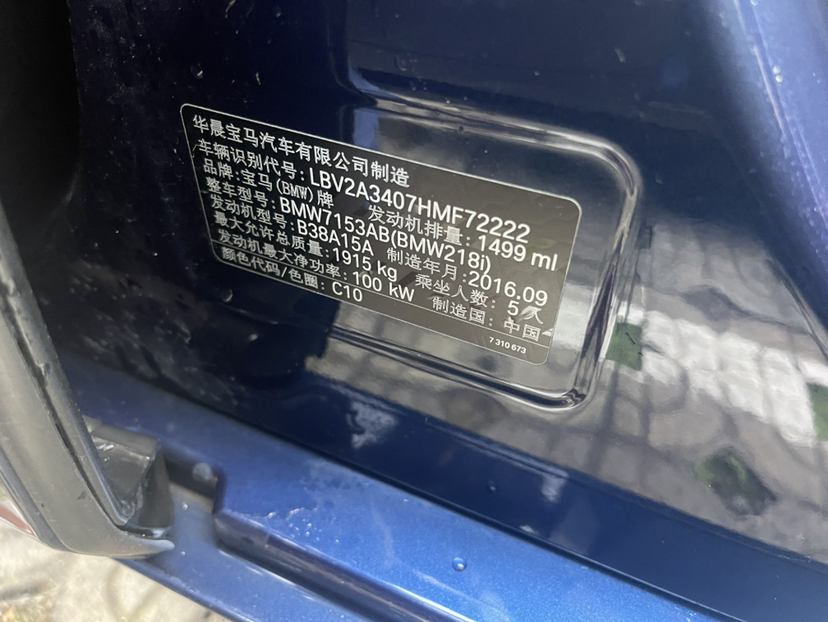 华晨宝马汽车有限公司制造
车辆识别代号:LBV2A3407HMF72222
品牌:宝马(BMW)牌 发动机排量:1499 ml
整车型号:BMW7153AB(BMW218i)
发动机型号:B38A15A 制造年月:2016.09
最大允许总质量:1915 kg 乘坐人数:5人
发动机最大净功率:100 kW 制造国:中国
颜色代码/色圈:C10
7 310 673